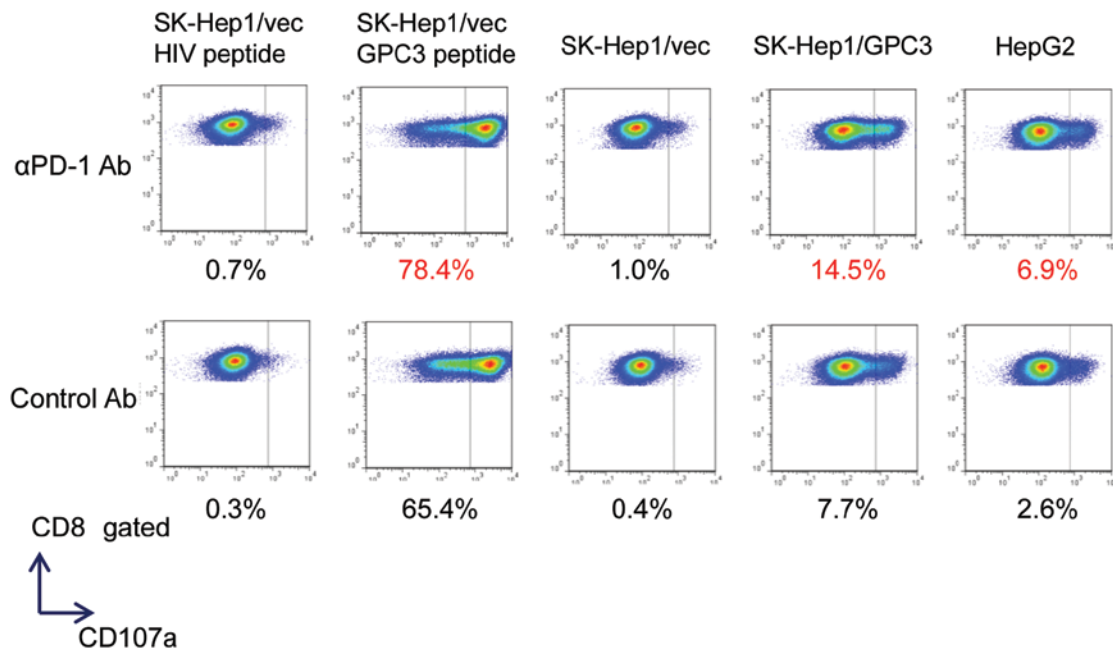 SK-Hep1/vec
HIV peptide
SK-Hep1/vec
GPC3 peptide
SK-Hep1/vec
SK-Hep1/GPC3
HepG2
αPD-1 Ab
0.7%
78.4%
1.0%
14.5%
6.9%
Control Ab
0.3%
65.4%
0.4%
7.7%
2.6%
CD8 gated
CD107a